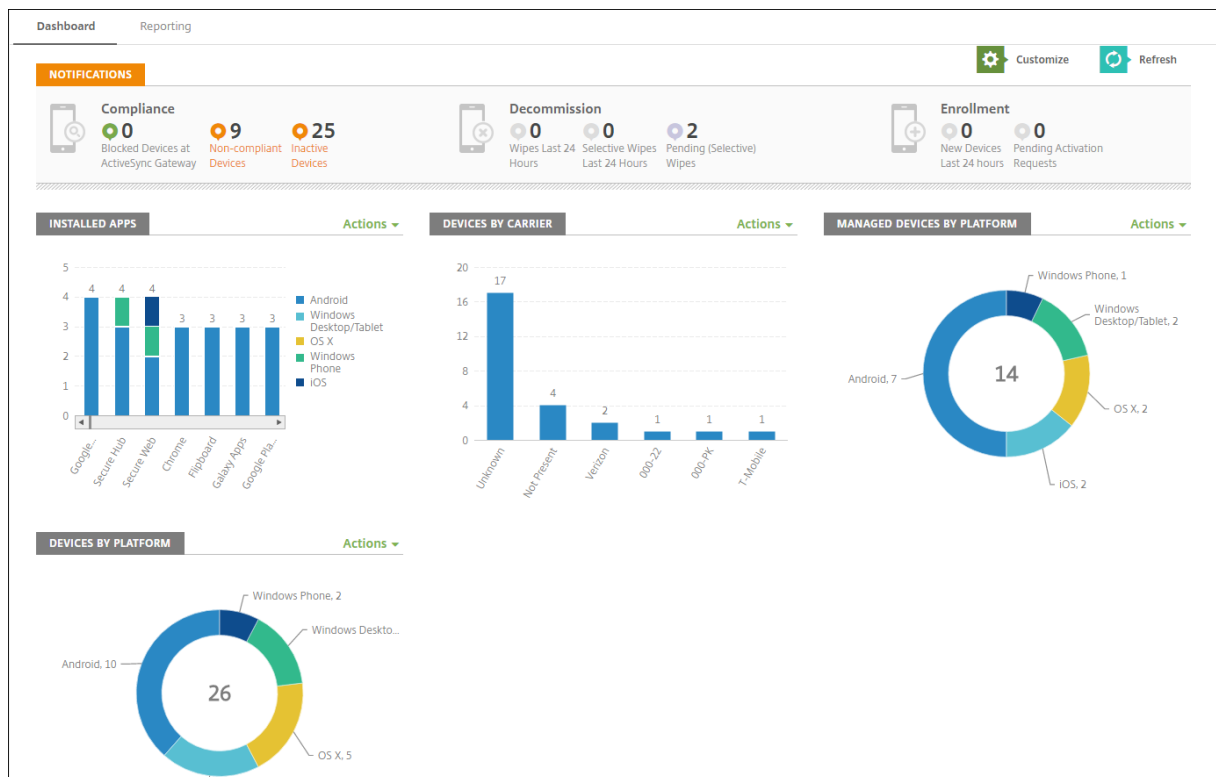 Dashboard
Reporting
Customize
Refresh
NOTIFICATIONS
Compliance
0
Blocked Devices at
ActiveSync Gateway
9
Non-compliant
Devices
25
Inactive
Devices
Decommission
0
Wipes Last 24
Hours
0
Selective Wipes
Last 24 Hours
2
Pending (Selective)
Wipes
Enrollment
0
New Devices
Last 24 hours
0
Pending Activation
Requests
INSTALLED APPS
Actions
5
4
3
2
1
0
4
4
4
3
3
3
3
Google...
Secure Hub
Secure Web
Chrome
Flipboard
Galaxy Apps
Google Pla...
Android
Windows
Desktop/Tablet
OS X
Windows
Phone
iOS
DEVICES BY CARRIER
Actions
20
16
12
8
4
0
17
4
2
1
1
1
Unknown
Not Present
Verizon
000-22
000-PK
T-Mobile
MANAGED DEVICES BY PLATFORM
Actions
Windows Phone, 1
Windows
Desktop/Tablet, 2
Android, 7
14
OS X, 2
iOS, 2
DEVICES BY PLATFORM
Actions
Windows Phone, 2
Windows Deskto...
Android, 10
26
OS X, 5